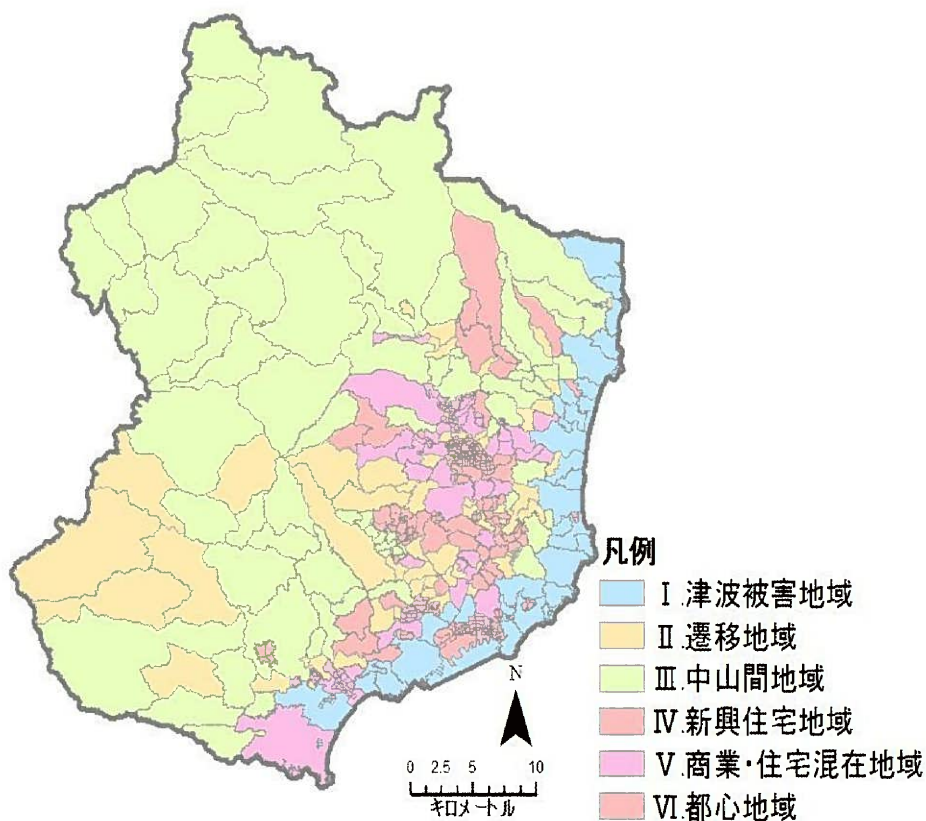 凡例
Ⅰ.津波被害地域
Ⅱ.遷移地域
Ⅲ.中山間地域
Ⅳ.新興住宅地域
Ⅴ.商業・住宅混在地域
Ⅵ.都心地域
N
0 2.5 5 10
キロメートル